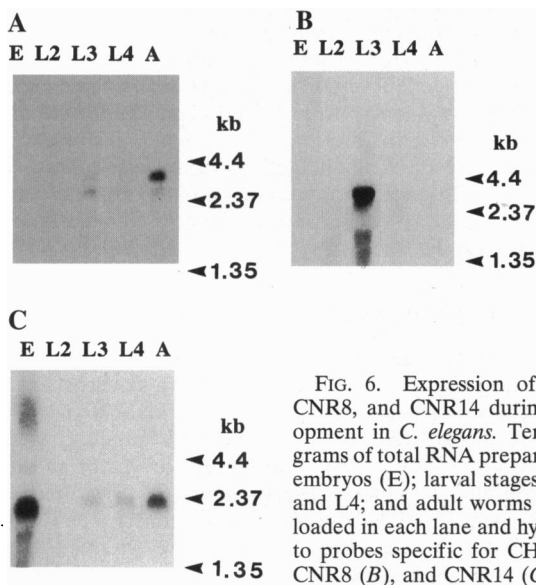 A
E L2 L3 L4 A
kb
4.4
2.37
1.35
B
E L2 L3 L4 A
kb
4.4
2.37
1.35
C
E L2 L3 L4 A
kb
4.4
2.37
1.35
FIG. 6. Expression of
CNR8, and CNR14 durin
opment in C. elegans. Ten
grams of total RNA prepar
embryos (E); larval stages
and L4; and adult worms
loaded in each lane and hy
to probes specific for CH
CNR8 (B), and CNR14 (C